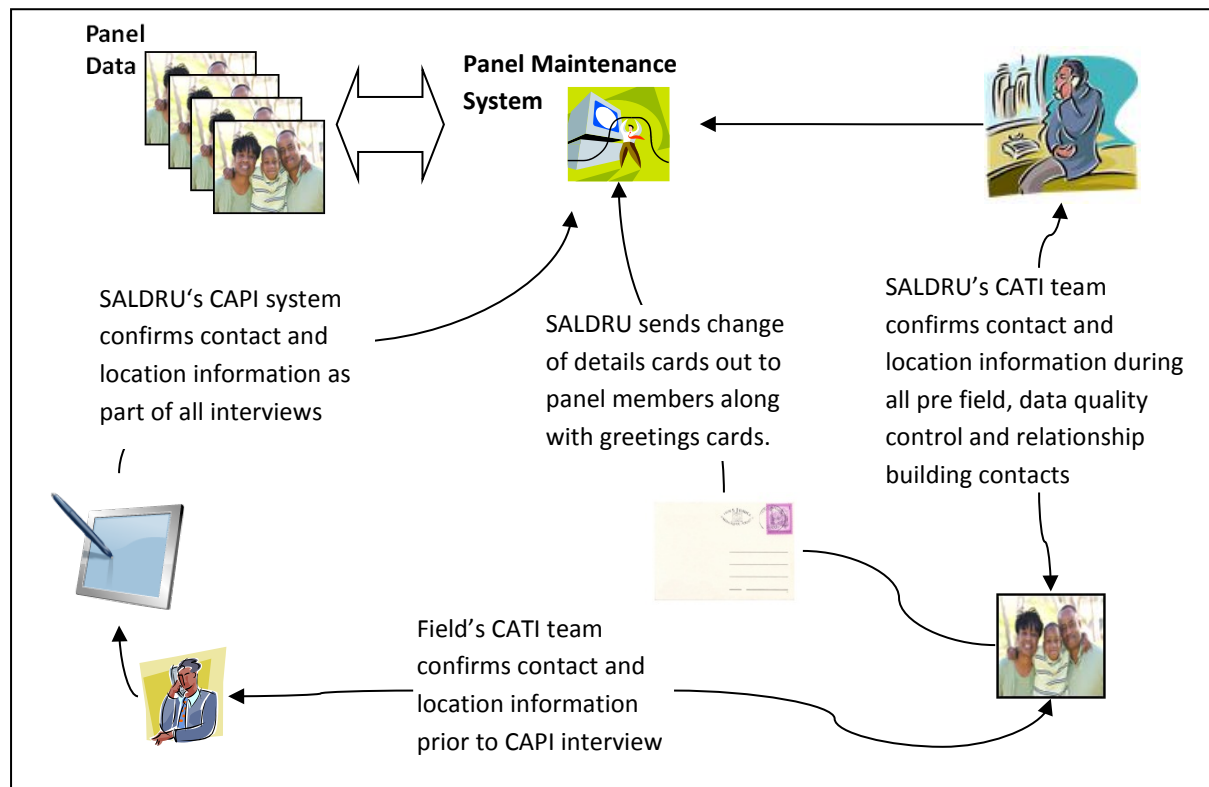 Panel
Data
Panel Maintenance
System
SALDRU‘s CAPI system
confirms contact and
location information as
part of all interviews
SALDRU sends change
of details cards out to
panel members along
with greetings cards.
SALDRU’s CATI team
confirms contact and
location information during
all pre field, data quality
control and relationship
building contacts
Field’s CATI team
confirms contact and
location information
prior to CAPI interview